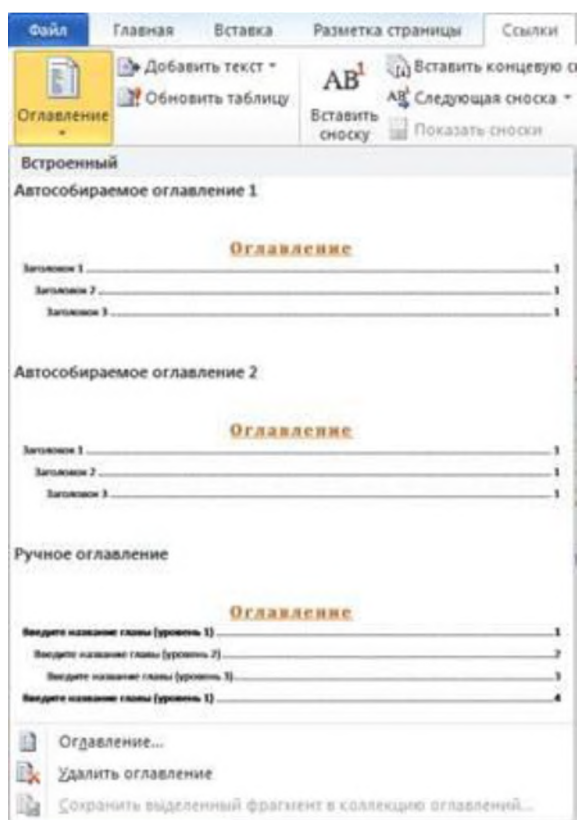 Файл Главная Вставка Разметка страницы Ссылки
Оглавление
Добавить текст
Обновить таблицу
AB1
Вставить сноску
Вставить концевую с
Следующая сноска
Показать сноски
Встроенный
Автособираемое оглавление 1
Оглавление
Заголовок 1 1
Заголовок 2 1
Заголовок 3 1
Автособираемое оглавление 2
Оглавление
Заголовок 1 1
Заголовок 2 1
Заголовок 3 1
Ручное оглавление
Оглавление
Введите название главы (уровень 1) 1
Введите название главы (уровень 2) 2
Введите название главы (уровень 3) 3
Введите название главы (уровень 1) 4
Оглавление...
Удалить оглавление
Сохранить выделенный фрагмент в коллекцию оглавлений...